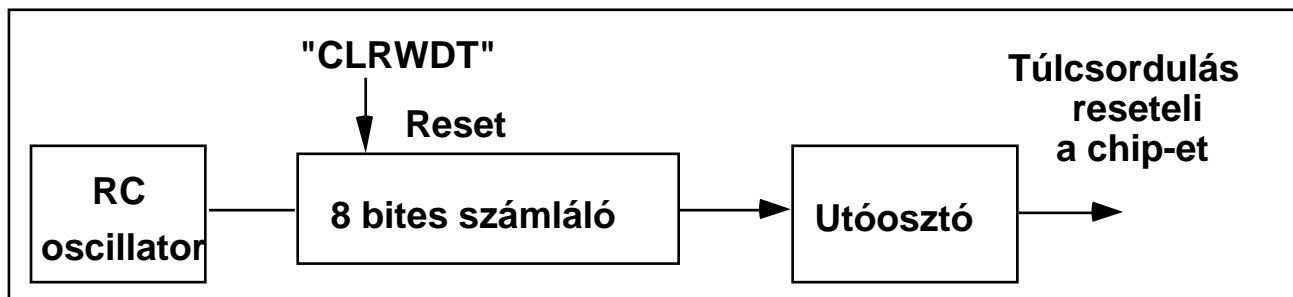 "CLRWDT"
Reset
Túlcsordulás
reseteli
a chip-et
RC
oscillator
8 bites számláló
Utóosztó